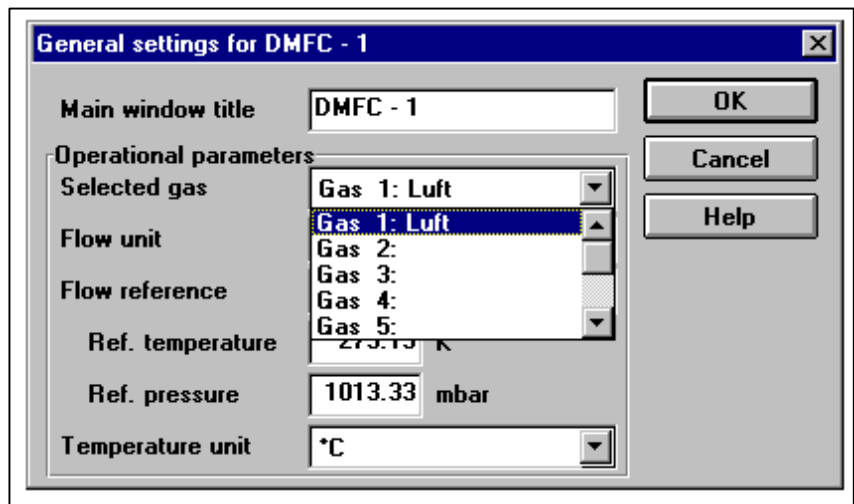 General settings for DMFC - 1
Main window title
DMFC - 1
OK
Operational parameters
Cancel
Selected gas
Gas 1: Luft
Help
Gas 1: Luft
Flow unit
Gas 2:
Gas 3:
Flow reference
Gas 4:
Gas 5:
Ref. temperature
K
Ref. pressure
1013.33 mbar
Temperature unit
°C